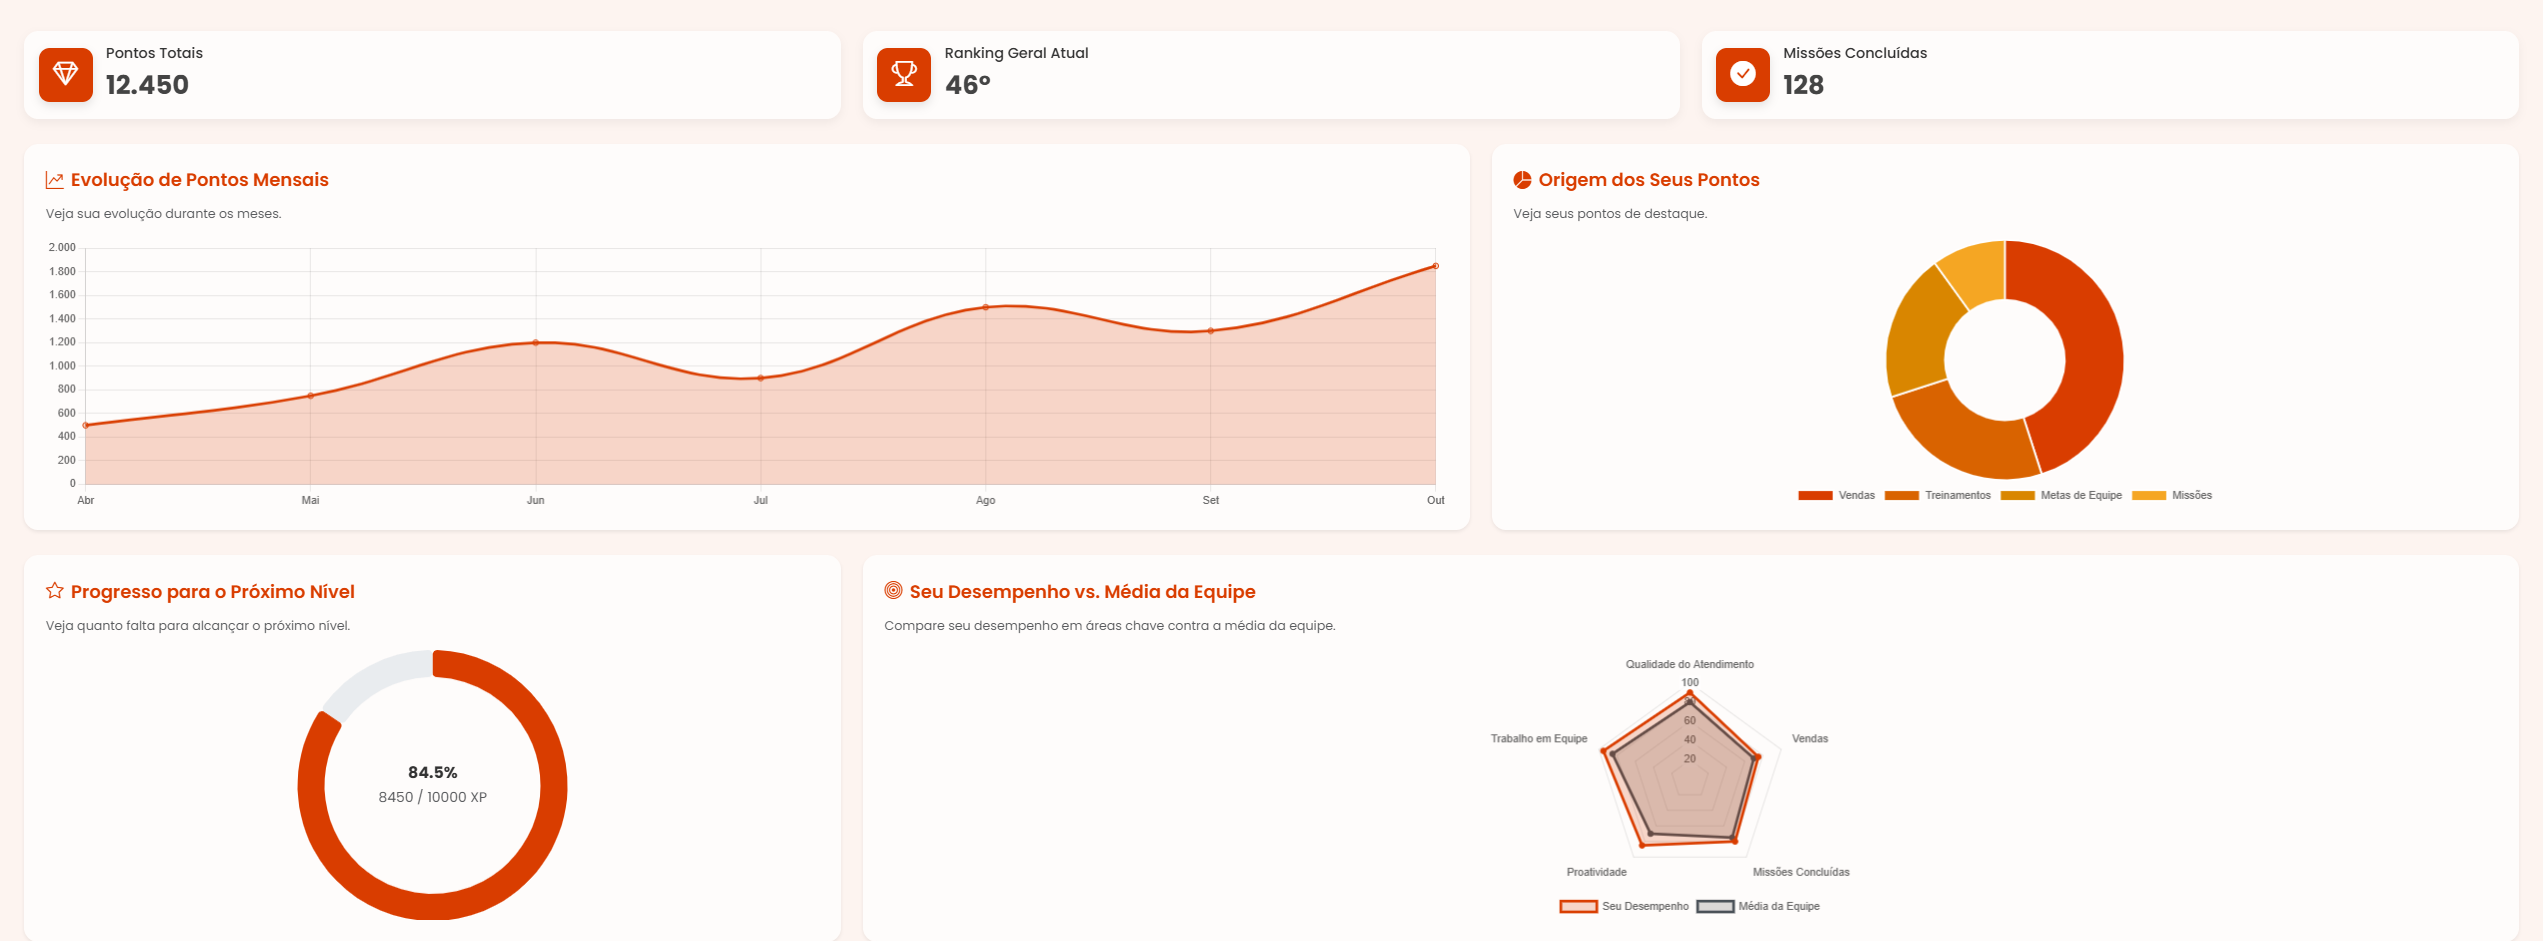 Pontos Totais
12.450
Ranking Geral Atual
46º
Missões Concluídas
128
Evolução de Pontos Mensais
Veja sua evolução durante os meses.
2.000
1.800
1.600
1.400
1.200
1.000
800
600
400
200
0
Abr Mai Jun Jul Ago Set Out
Origem dos Seus Pontos
Veja seus pontos de destaque.
Vendas Treinamentos Metas de Equipe Missões
Progresso para o Próximo Nível
Veja quanto falta para alcançar o próximo nível.
84.5%
8450 / 10000 XP
Seu Desempenho vs. Média da Equipe
Compare seu desempenho em áreas chave contra a média da equipe.
Qualidade do Atendimento
100
80
60
Trabalho em Equipe
Vendas
40
20
Proatividade
Missões Concluídas
Seu Desempenho Média da Equipe